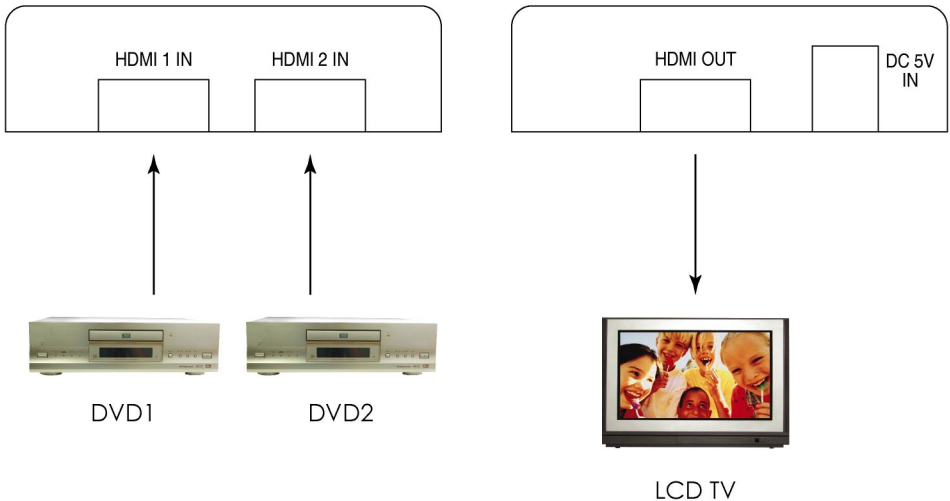 HDMI 1 IN
HDMI 2 IN
HDMI OUT
DC 5V
IN
DVD1
DVD2
LCD TV